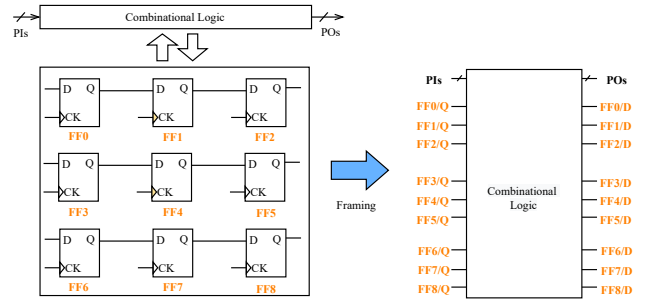 Combinational Logic
PIs
POs
D Q D Q D Q
CK CK CK
FF0 FF1 FF2
D Q D Q D Q
CK CK CK
FF3 FF4 FF5
D Q D Q D Q
CK CK CK
FF6 FF7 FF8
Framing
PIs
POs
FF0/Q
FF1/Q
FF2/Q
FF3/Q
FF4/Q
FF5/Q
FF6/Q
FF7/Q
FF8/Q
Combinational
Logic
FF0/D
FF1/D
FF2/D
FF3/D
FF4/D
FF5/D
FF6/D
FF7/D
FF8/D